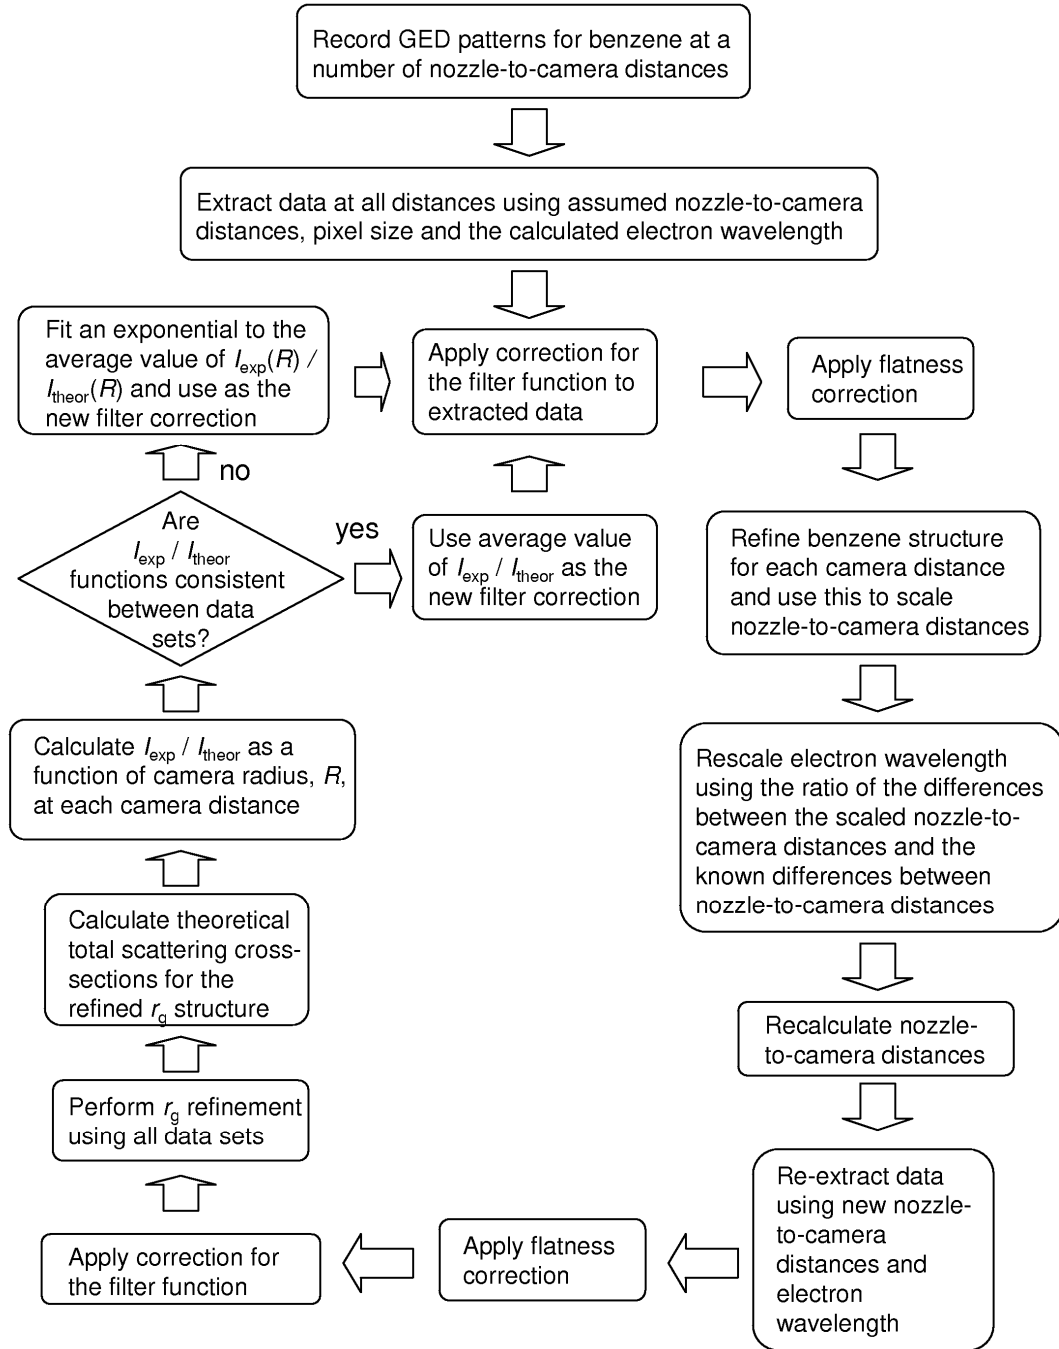 Record GED patterns for benzene at a
number of nozzle-to-camera distances
Extract data at all distances using assumed nozzle-to-camera
distances, pixel size and the calculated electron wavelength
Fit an exponential to the
average value of Iexp(R) /
Itheor(R) and use as the
new filter correction
Apply correction for
the filter function to
extracted data
Apply flatness
correction
no
Are
Iexp / Itheor
functions consistent
between data
sets?
yes
Use average value
of Iexp / Itheor as the
new filter correction
Refine benzene structure
for each camera distance
and use this to scale
nozzle-to-camera distances
Calculate Iexp / Itheor as a
function of camera radius, R,
at each camera distance
Rescale electron wavelength
using the ratio of the differences
between the scaled nozzle-to-
camera distances and the
known differences between
nozzle-to-camera distances
Calculate theoretical
total scattering cross-
sections for the
refined rg structure
Recalculate nozzle-
to-camera distances
Perform rg refinement
using all data sets
Re-extract data
using new nozzle-
to-camera
distances and
electron
wavelength
Apply flatness
correction
Apply correction for
the filter function